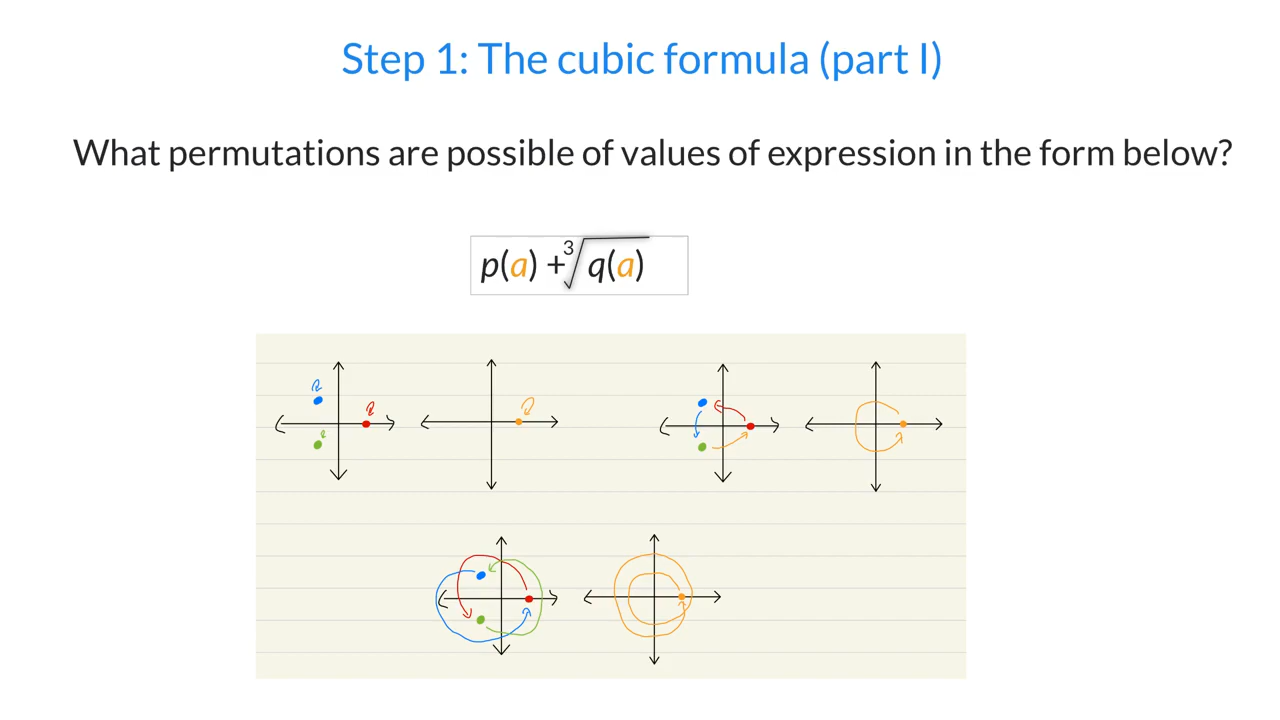 Step 1: The cubic formula (part I)
What permutations are possible of values of expression in the form below?
p(a) + ∛q(a)